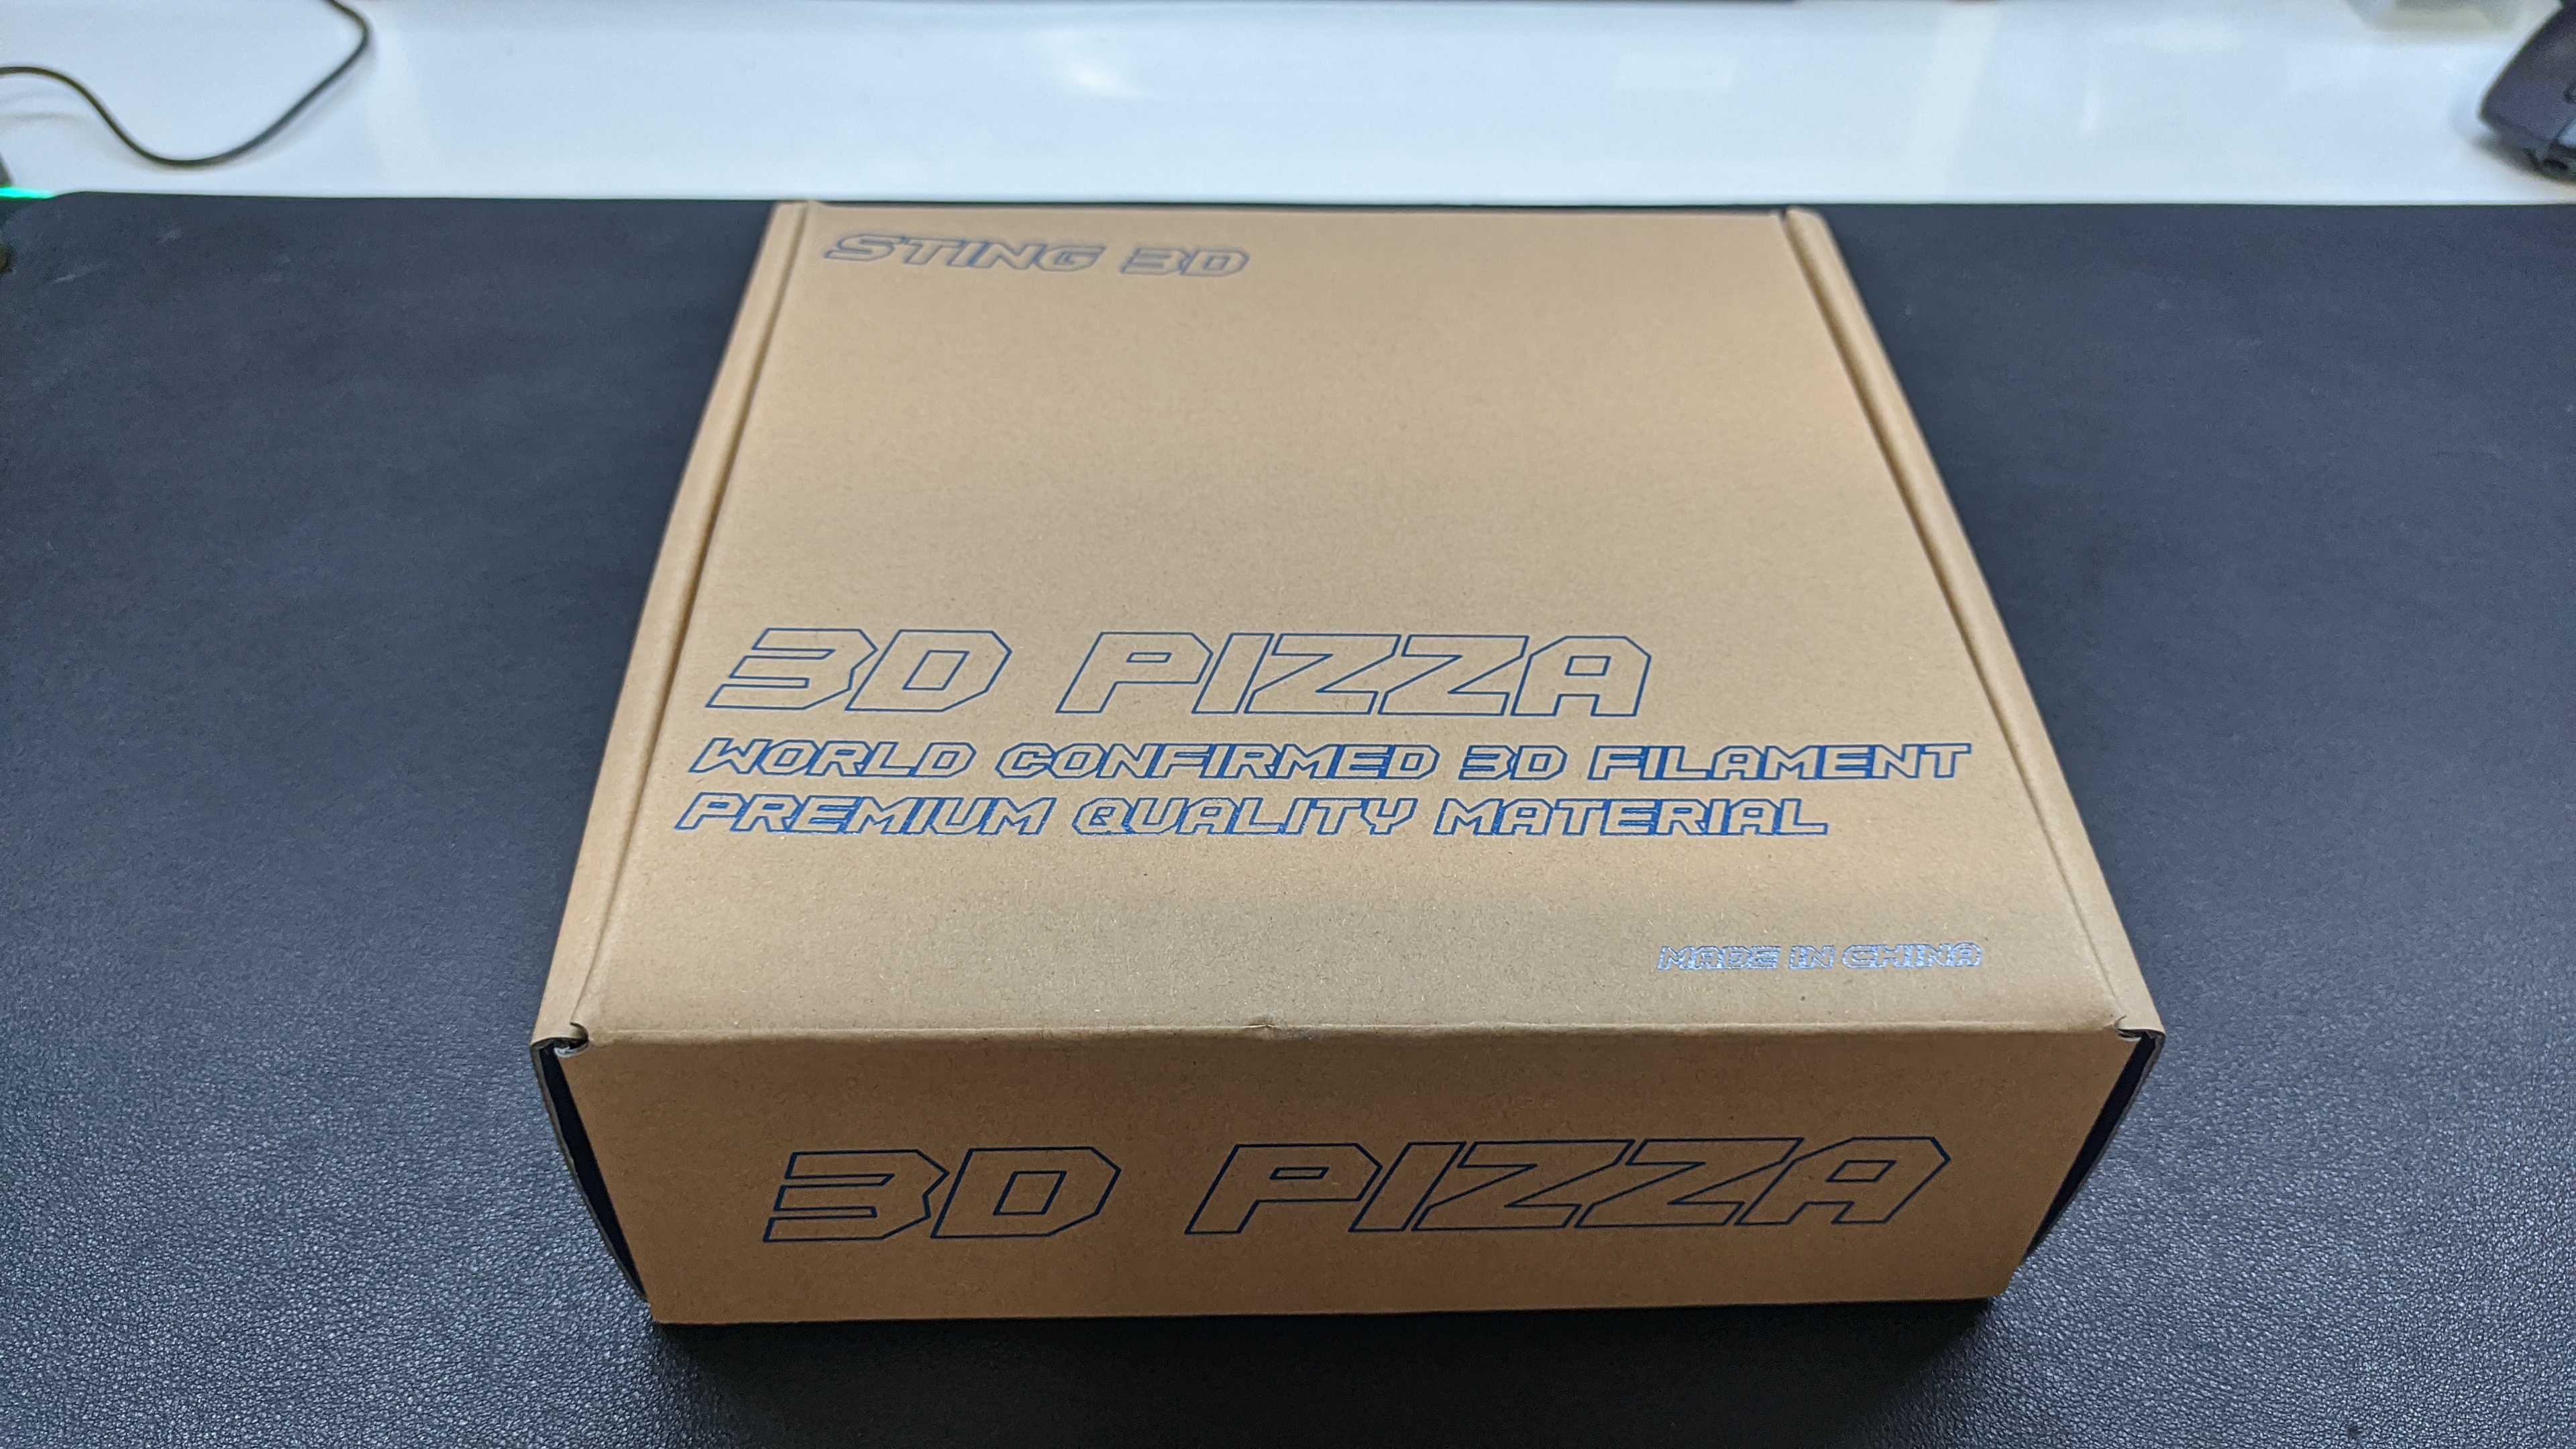 STING 3D
3D PIZZA
WORLD CONFIRMED 3D FILAMENT
PREMIUM QUALITY MATERIAL
MADE IN CHINA
3D PIZZA